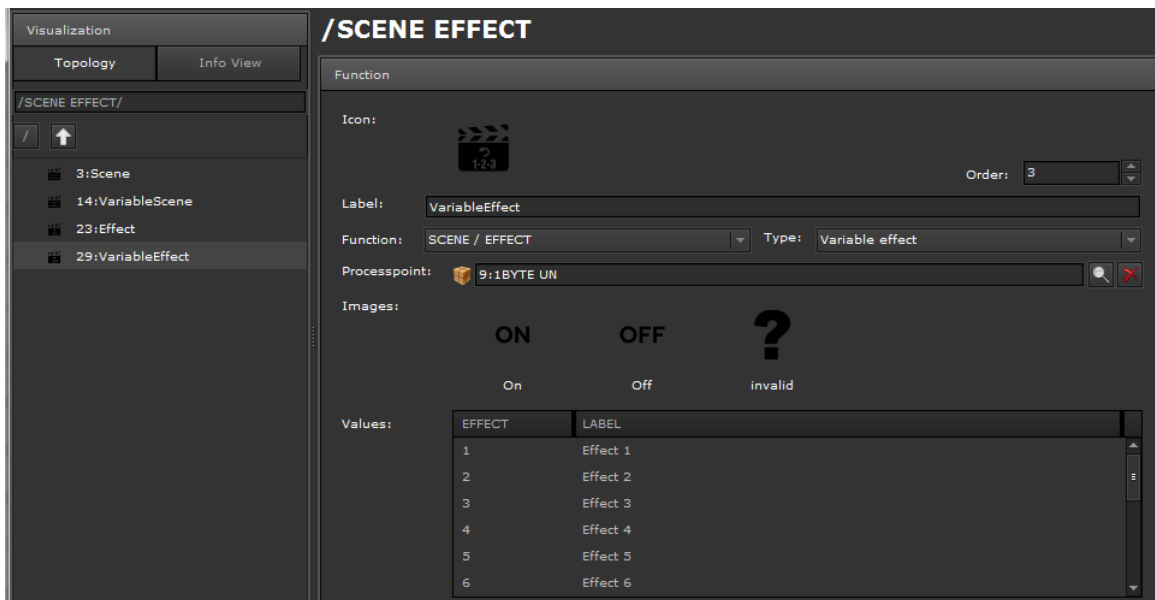 Visualization
Topology
Info View
/SCENE EFFECT/
/
3:Scene
14:VariableScene
23:Effect
29:VariableEffect
/SCENE EFFECT
Function
Icon:
1-2-3
Order: 3
Label: VariableEffect
Function: SCENE / EFFECT Type: Variable effect
Processpoint: 9:1BYTE UN
Images:
ON OFF ?
On Off invalid
Values: EFFECT LABEL
1 Effect 1
2 Effect 2
3 Effect 3
4 Effect 4
5 Effect 5
6 Effect 6